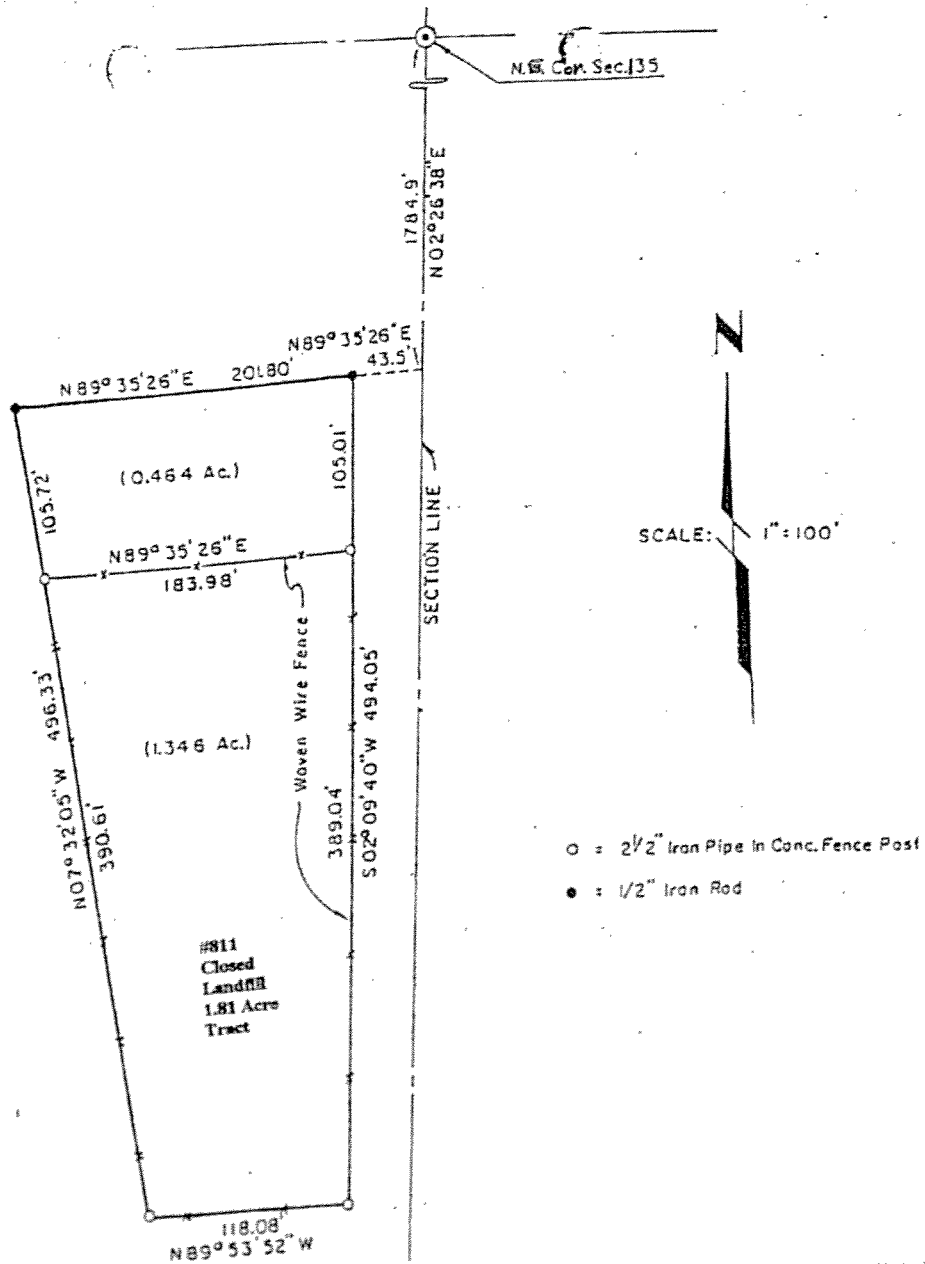 N.E. Cor. Sec. 35
1784.9'
N02°26'38"E
N89°35'26"E
43.5'
N89°35'26"E 201.80'
105.72'
(0.464 Ac.)
105.01'
N89°35'26"E
183.98'
SECTION LINE
N
SCALE: 1"=100'
Woven Wire Fence
N07°32'05"W 496.33'
390.61'
(1.346 Ac.)
389.04'
S02°09'40"W 494.05'
○ = 2 1/2" Iron Pipe In Conc. Fence Post
● = 1/2" Iron Rod
#811
Closed
Landfill
1.81 Acre
Tract
118.08'
N89°53'52"W